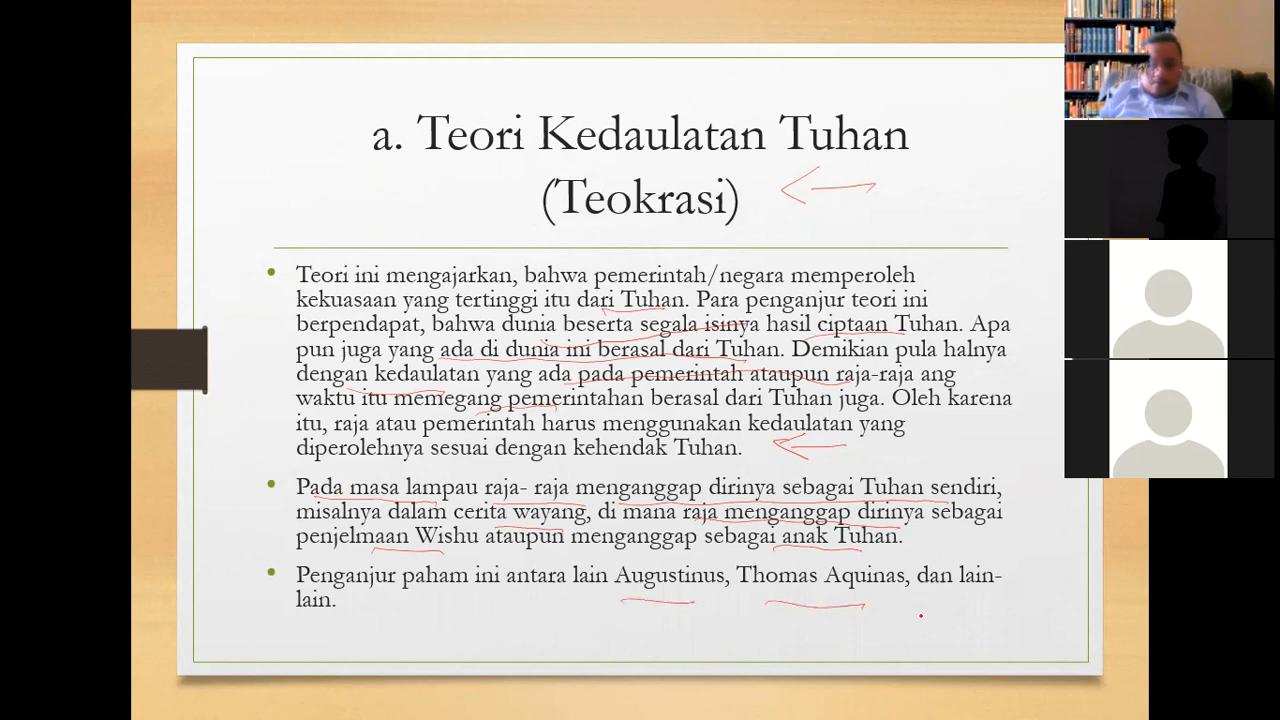 a. Teori Kedaulatan Tuhan
(Teokrasi)
• Teori ini mengajarkan, bahwa pemerintah/negara memperoleh
kekuasaan yang tertinggi itu dari Tuhan. Para penganjur teori ini
berpendapat, bahwa dunia beserta segala isinya hasil ciptaan Tuhan. Apa
pun juga yang ada di dunia ini berasal dari Tuhan. Demikian pula halnya
dengan kedaulatan yang ada pada pemerintah ataupun raja-raja ang
waktu itu memegang pemerintahan berasal dari Tuhan juga. Oleh karena
itu, raja atau pemerintah harus menggunakan kedaulatan yang
diperolehnya sesuai dengan kehendak Tuhan.
• Pada masa lampau raja- raja menganggap dirinya sebagai Tuhan sendiri,
misalnya dalam cerita wayang, di mana raja menganggap dirinya sebagai
penjelmaan Wishu ataupun menganggap sebagai anak Tuhan.
• Penganjur paham ini antara lain Augustinus, Thomas Aquinas, dan lain-
lain.